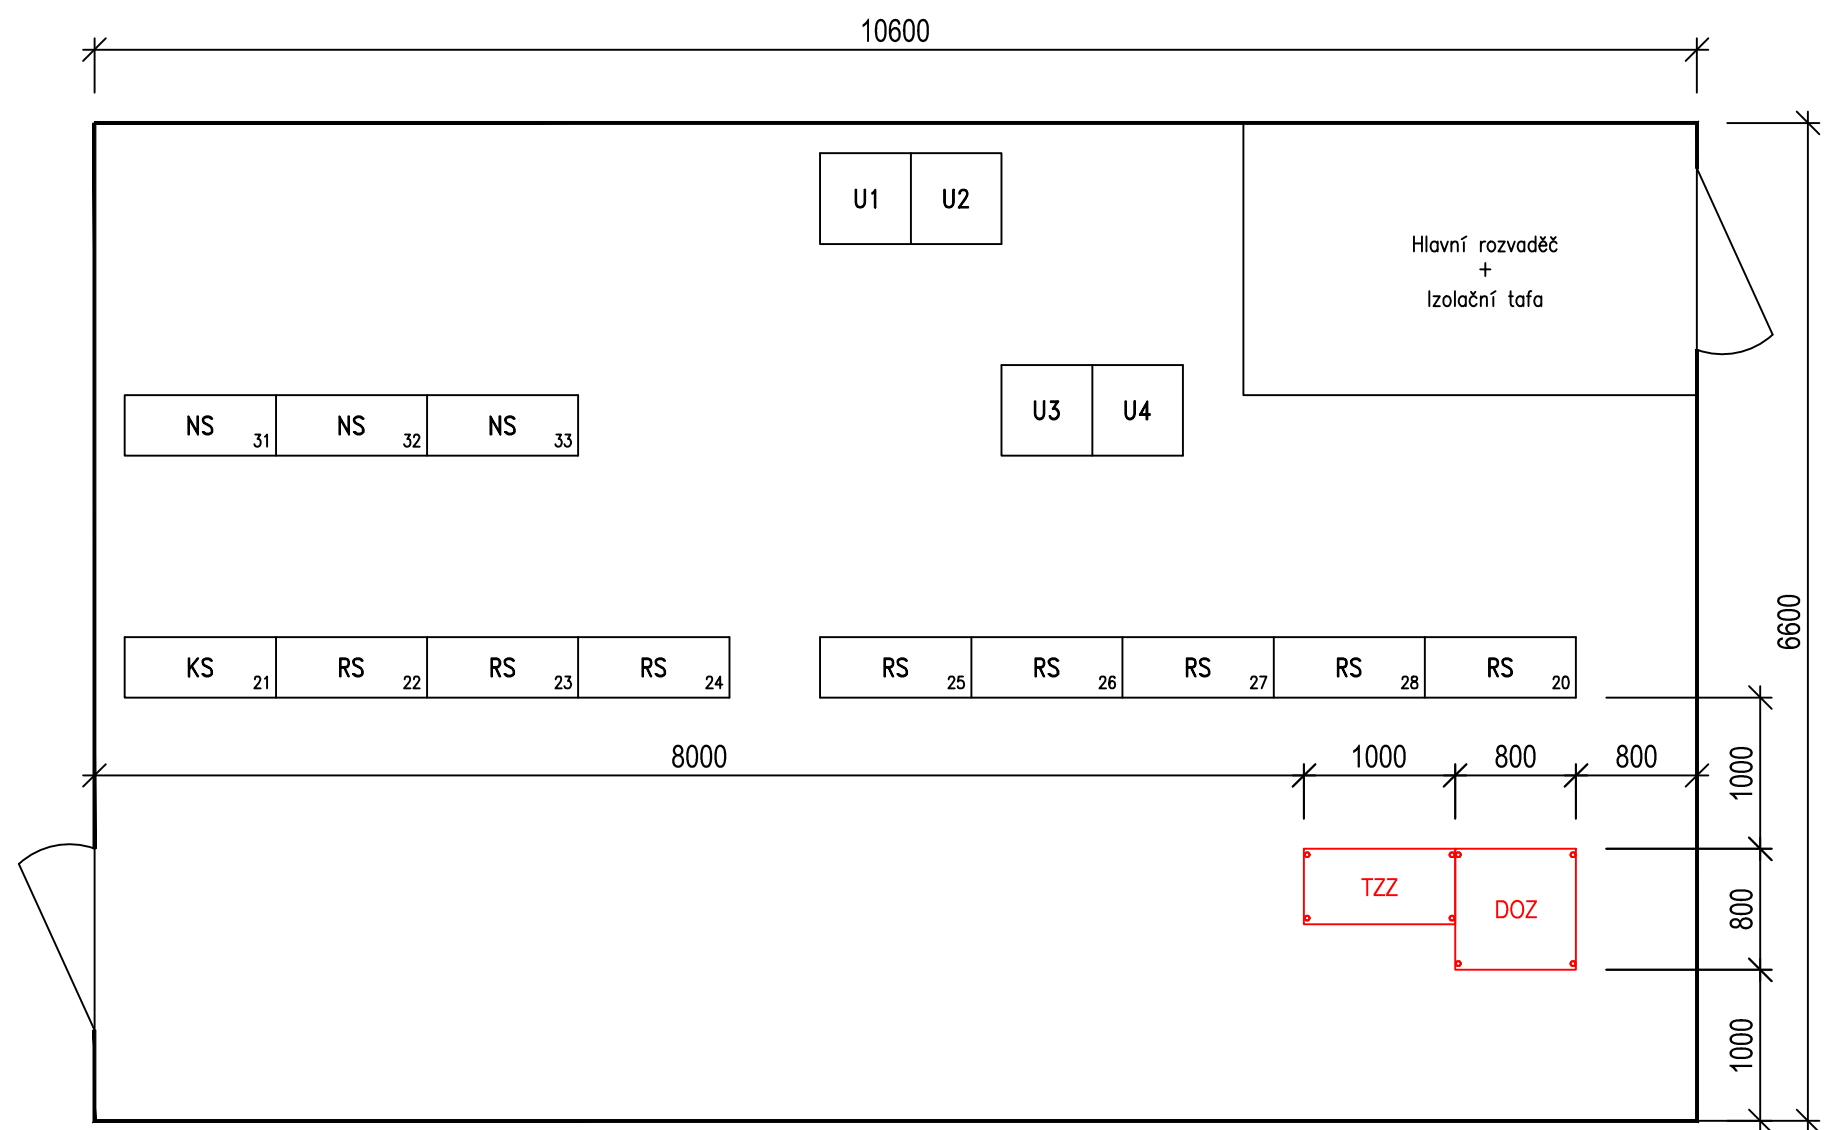 10600
U1 U2
Hlavní rozvaděč
+
Izolační tafa
U3 U4
NS 31 NS 32 NS 33
6600
KS 21 RS 22 RS 23 RS 24 RS 25 RS 26 RS 27 RS 28 RS 20
8000 1000 800 800
1000
TZZ
DOZ
800
1000